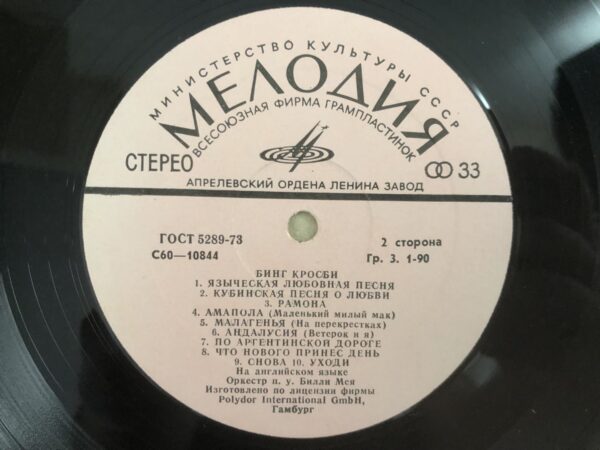 МИНИСТЕРСТВО КУЛЬТУРЫ СССР
МЕЛОДИЯ
ВСЕСОЮЗНАЯ ФИРМА ГРАМПЛАСТИНОК
СТЕРЕО
33
АПРЕЛЕВСКИЙ ОРДЕНА ЛЕНИНА ЗАВОД
ГОСТ 5289-73
2 сторона
С60—10844
Гр. 3. 1-90
БИНГ КРОСБИ
1. ЯЗЫЧЕСКАЯ ЛЮБОВНАЯ ПЕСНЯ
2. КУБИНСКАЯ ПЕСНЯ О ЛЮБВИ
3. РАМОНА
4. АМАПОЛА (Маленький милый мак)
5. МАЛАГЕНЬЯ (На перекрестках)
6. АНДАЛУСИЯ (Ветерок и я)
7. ПО АРГЕНТИНСКОЙ ДОРОГЕ
8. ЧТО НОВОГО ПРИНЕС ДЕНЬ
9. СНОВА 10. УХОДИ
На английском языке
Оркестр п. у. Билли Мея
Изготовлено по лицензии фирмы
Polydor International GmbH,
Гамбург